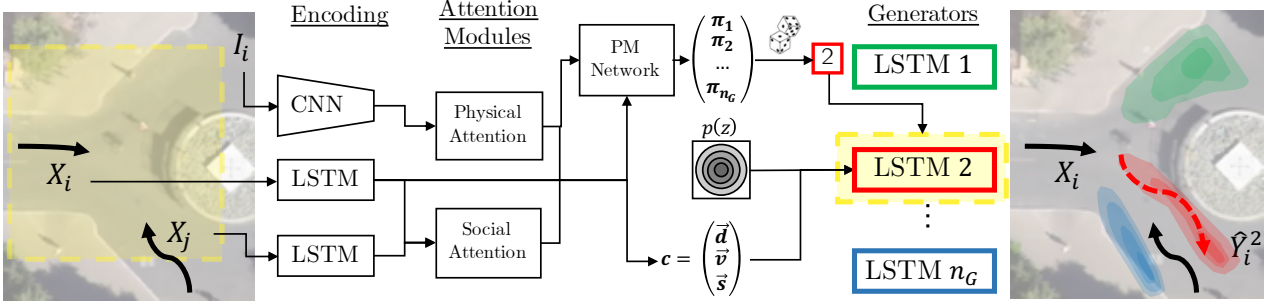 Encoding
Attention
Modules
Generators
I_i
CNN
Physical
Attention
PM
Network
π_1
π_2
...
π_{n_G}
2
LSTM 1
X_i
LSTM
p(z)
LSTM 2
X_i
X_j
LSTM
Social
Attention
c = (d⃗ v⃗ s⃗)
⋮
LSTM n_G
Ŷ_i^2